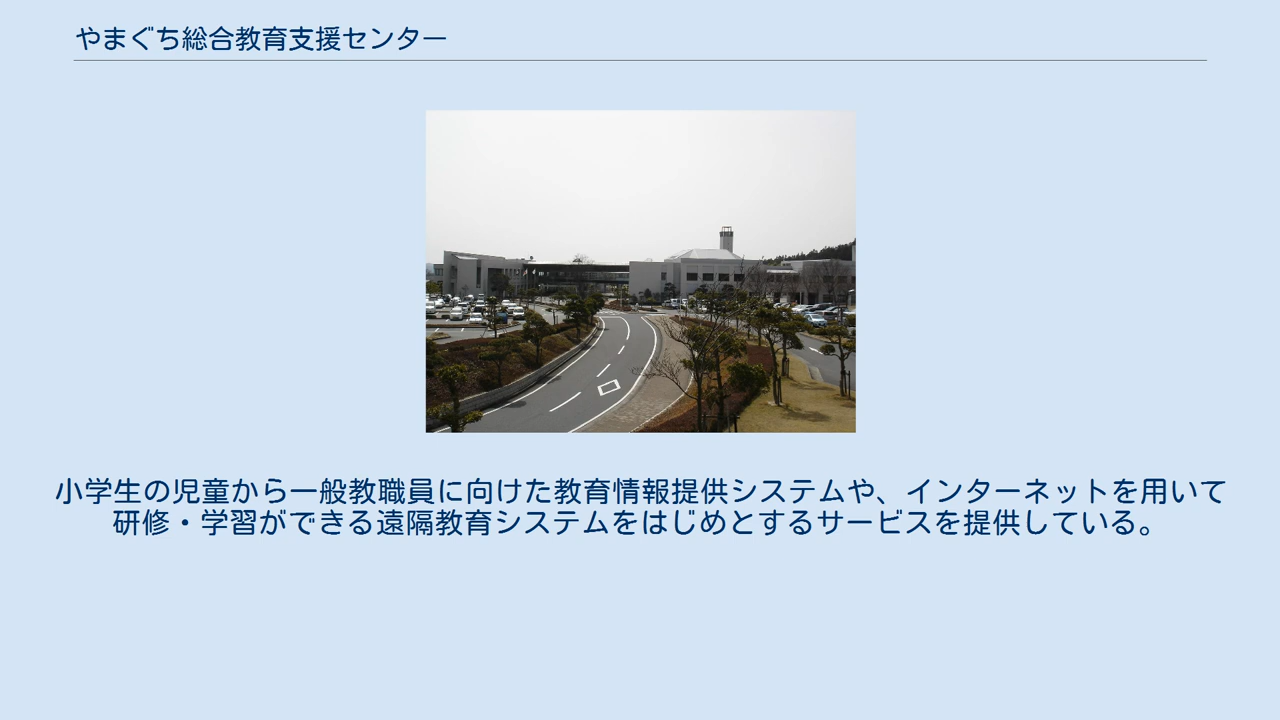 やまぐち総合教育支援センター
小学生の児童から一般教職員に向けた教育情報提供システムや、インターネットを用いて
研修・学習ができる遠隔教育システムをはじめとするサービスを提供している。